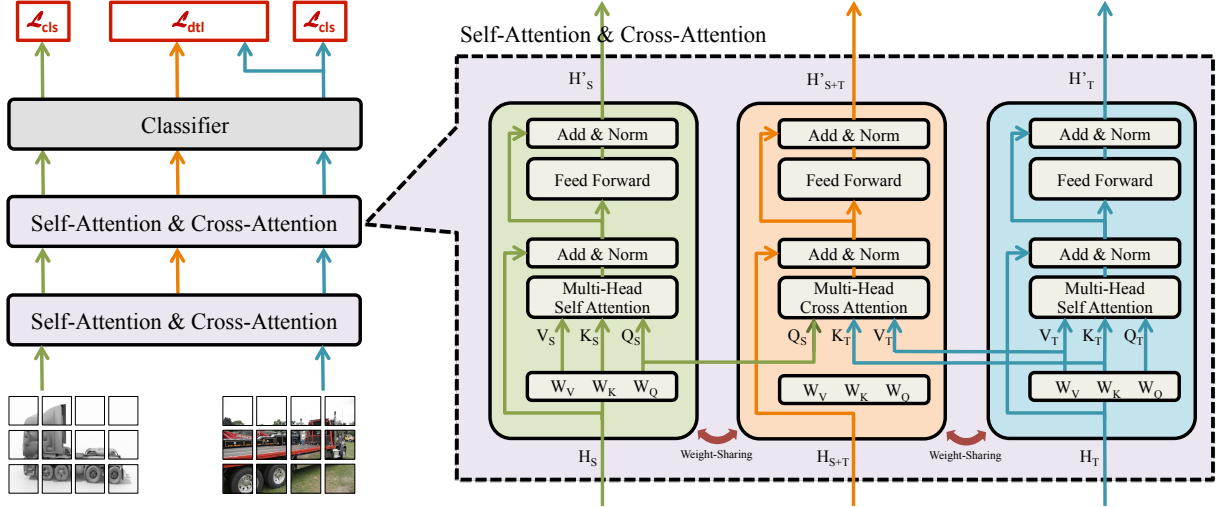 ℒcls ℒdtl ℒcls
Classifier
Self-Attention & Cross-Attention
Self-Attention & Cross-Attention
Self-Attention & Cross-Attention
H'S H'S+T H'T
Add & Norm Add & Norm Add & Norm
Feed Forward Feed Forward Feed Forward
Add & Norm Add & Norm Add & Norm
Multi-Head Multi-Head Multi-Head
Self Attention Cross Attention Self Attention
VS KS QS QS KT VT VT KT QT
WV WK WQ WV WK WQ WV WK WQ
Weight-Sharing Weight-Sharing
HS HS+T HT